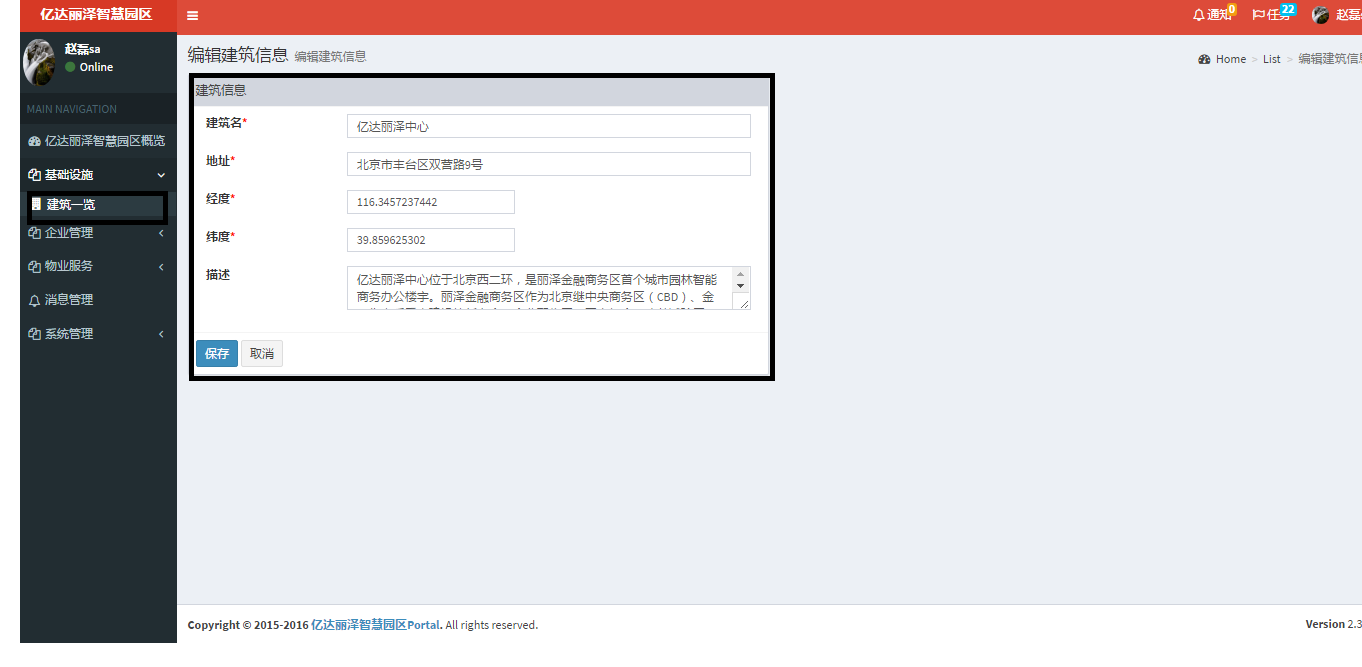 亿达丽泽智慧园区
通知 0
任务 22
赵磊s
赵磊sa
Online
MAIN NAVIGATION
亿达丽泽智慧园区概览
基础设施
建筑一览
企业管理
物业服务
消息管理
系统管理
编辑建筑信息 编辑建筑信息
Home > List > 编辑建筑信息
建筑信息
建筑名*
亿达丽泽中心
地址*
北京市丰台区双营路9号
经度*
116.3457237442
纬度*
39.859625302
描述
亿达丽泽中心位于北京西二环，是丽泽金融商务区首个城市园林智能
商务办公楼宇。丽泽金融商务区作为北京继中央商务区（CBD）、金
保存
取消
Copyright © 2015-2016 亿达丽泽智慧园区Portal. All rights reserved.
Version 2.3